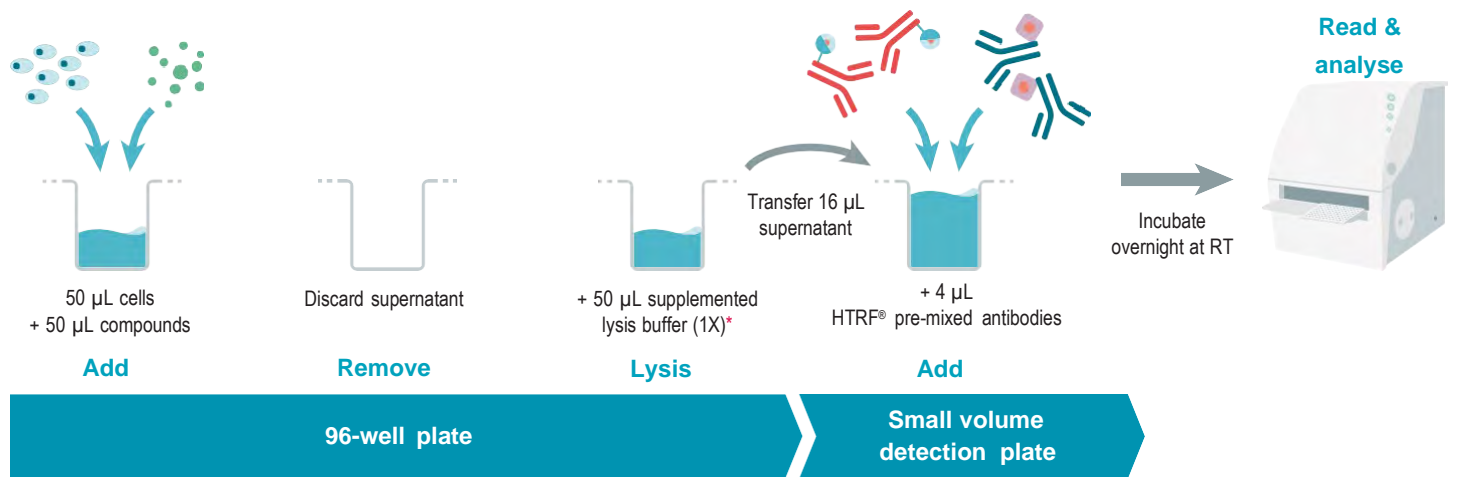 Read &
analyse
Transfer 16 µL
supernatant
Incubate
overnight at RT
50 µL cells
+ 50 µL compounds
Discard supernatant
+ 50 µL supplemented
lysis buffer (1X)*
+ 4 µL
HTRF® pre-mixed antibodies
Add
Remove
Lysis
Add
96-well plate
Small volume
detection plate